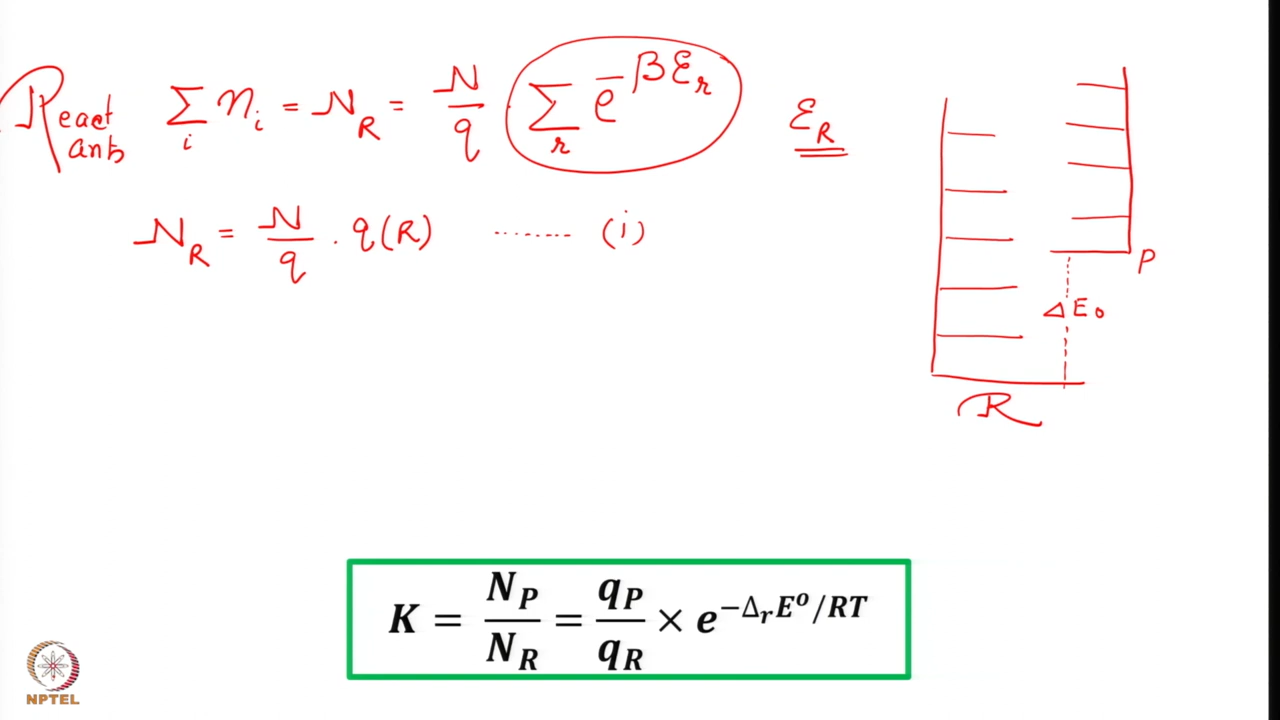 Reactants Σ_i n_i = N_R = N/q · Σ_r e^{-βε_r} ε_R
N_R = N/q . q(R) ........ (i)
P
ΔE₀
R
K = N_P/N_R = q_P/q_R × e^{-Δ_rE^o/RT}
NPTEL